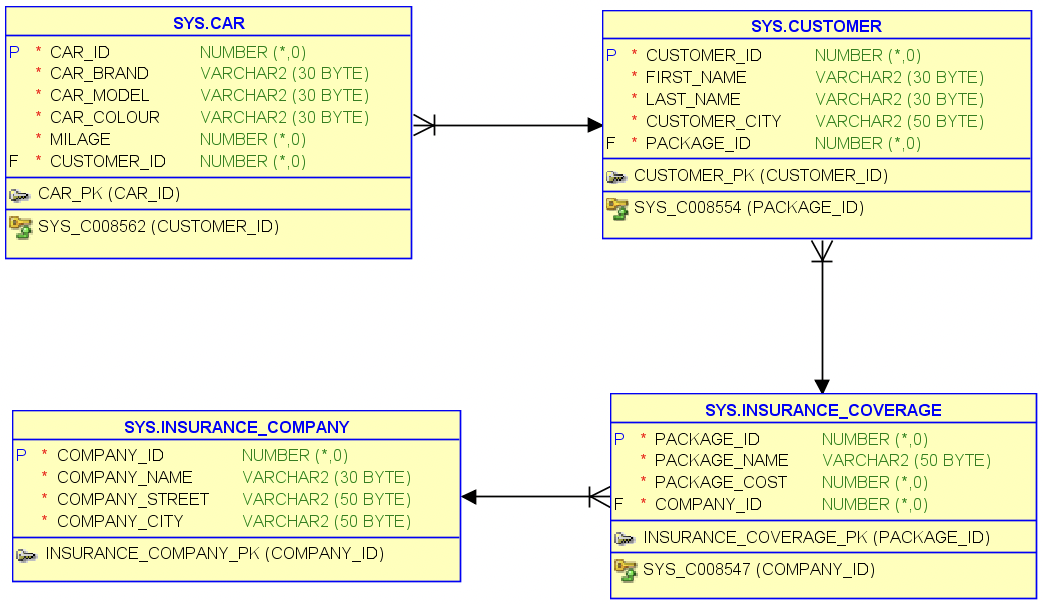 SYS.CAR
P * CAR_ID NUMBER (*,0)
* CAR_BRAND VARCHAR2 (30 BYTE)
* CAR_MODEL VARCHAR2 (30 BYTE)
* CAR_COLOUR VARCHAR2 (30 BYTE)
* MILAGE NUMBER (*,0)
F * CUSTOMER_ID NUMBER (*,0)
CAR_PK (CAR_ID)
SYS_C008562 (CUSTOMER_ID)
SYS.CUSTOMER
P * CUSTOMER_ID NUMBER (*,0)
* FIRST_NAME VARCHAR2 (30 BYTE)
* LAST_NAME VARCHAR2 (30 BYTE)
* CUSTOMER_CITY VARCHAR2 (50 BYTE)
F * PACKAGE_ID NUMBER (*,0)
CUSTOMER_PK (CUSTOMER_ID)
SYS_C008554 (PACKAGE_ID)
SYS.INSURANCE_COMPANY
P * COMPANY_ID NUMBER (*,0)
* COMPANY_NAME VARCHAR2 (30 BYTE)
* COMPANY_STREET VARCHAR2 (50 BYTE)
* COMPANY_CITY VARCHAR2 (50 BYTE)
INSURANCE_COMPANY_PK (COMPANY_ID)
SYS.INSURANCE_COVERAGE
P * PACKAGE_ID NUMBER (*,0)
* PACKAGE_NAME VARCHAR2 (50 BYTE)
* PACKAGE_COST NUMBER (*,0)
F * COMPANY_ID NUMBER (*,0)
INSURANCE_COVERAGE_PK (PACKAGE_ID)
SYS_C008547 (COMPANY_ID)